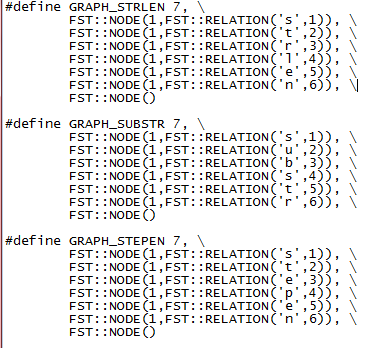 #define GRAPH_STRLEN 7, \
FST::NODE(1,FST::RELATION('s',1)), \
FST::NODE(1,FST::RELATION('t',2)), \
FST::NODE(1,FST::RELATION('r',3)), \
FST::NODE(1,FST::RELATION('l',4)), \
FST::NODE(1,FST::RELATION('e',5)), \
FST::NODE(1,FST::RELATION('n',6)), \
FST::NODE()
#define GRAPH_SUBSTR 7, \
FST::NODE(1,FST::RELATION('s',1)), \
FST::NODE(1,FST::RELATION('u',2)), \
FST::NODE(1,FST::RELATION('b',3)), \
FST::NODE(1,FST::RELATION('s',4)), \
FST::NODE(1,FST::RELATION('t',5)), \
FST::NODE(1,FST::RELATION('r',6)), \
FST::NODE()
#define GRAPH_STEPEN 7, \
FST::NODE(1,FST::RELATION('s',1)), \
FST::NODE(1,FST::RELATION('t',2)), \
FST::NODE(1,FST::RELATION('e',3)), \
FST::NODE(1,FST::RELATION('p',4)), \
FST::NODE(1,FST::RELATION('e',5)), \
FST::NODE(1,FST::RELATION('n',6)), \
FST::NODE()